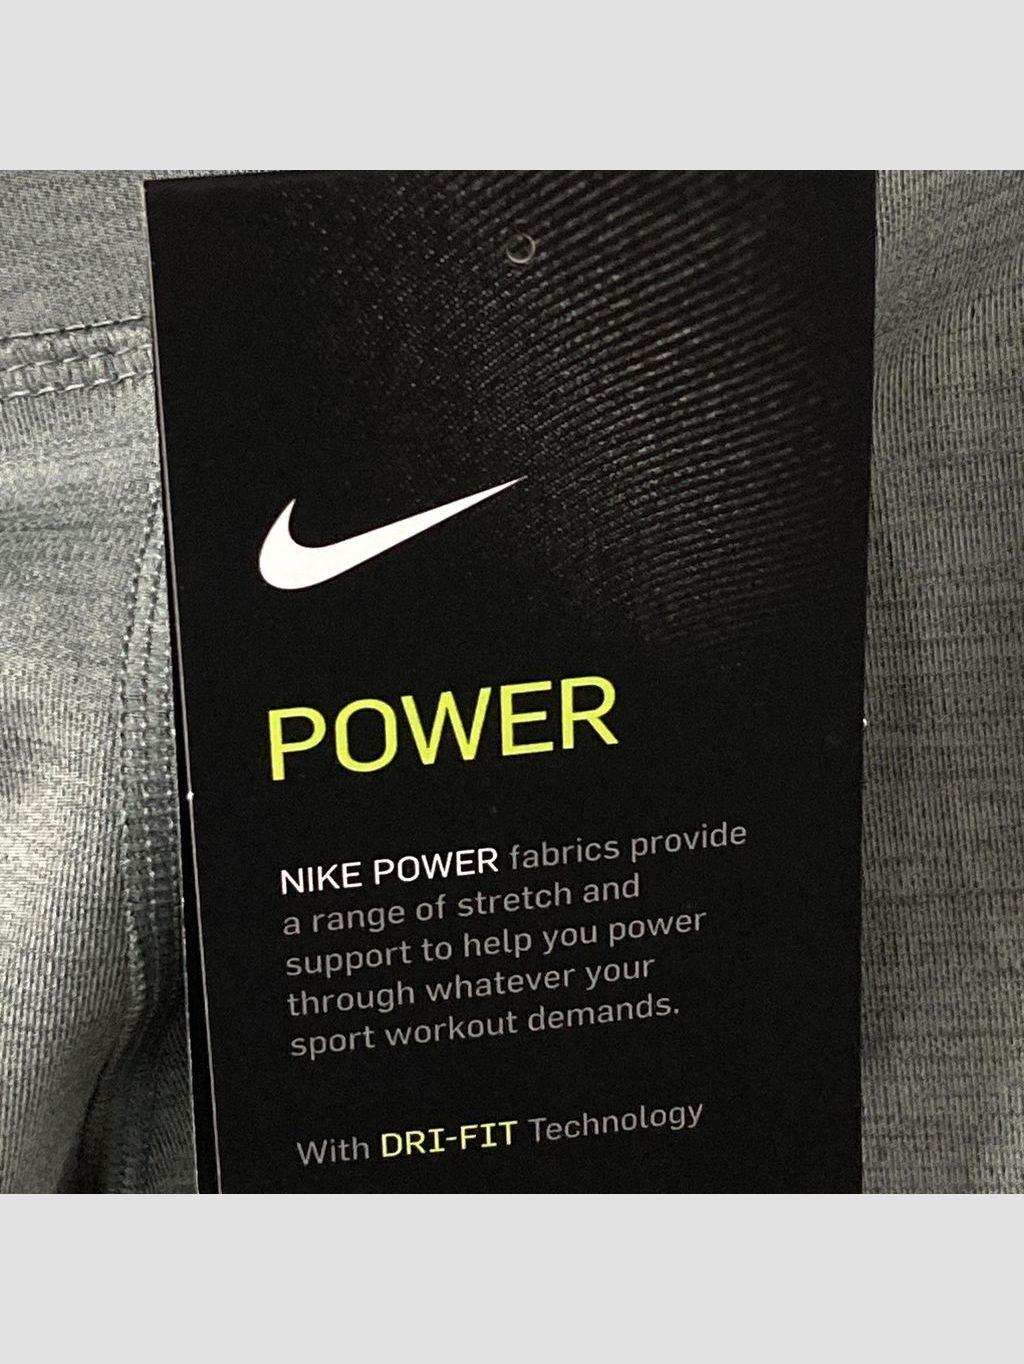 POWER
NIKE POWER fabrics provide
a range of stretch and
support to help you power
through whatever your
sport workout demands.
With DRI-FIT Technology